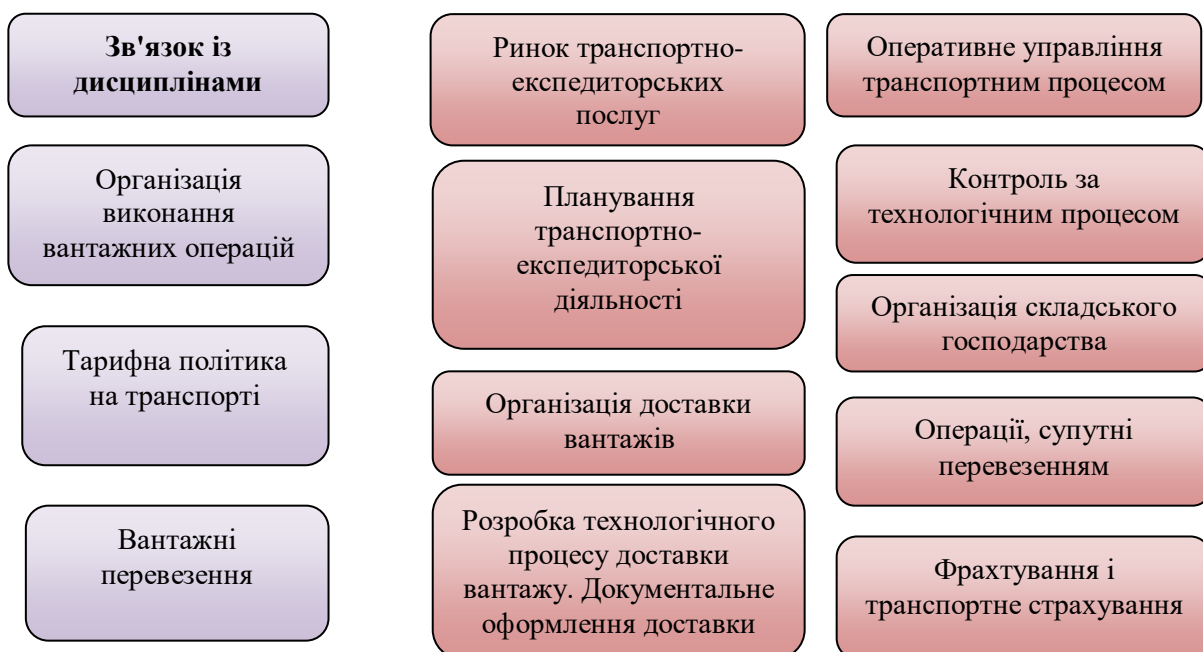 Зв'язок із
дисциплінами
Організація
виконання
вантажних операцій
Тарифна політика
на транспорті
Вантажні
перевезення
Ринок транспортно-
експедиторських
послуг
Планування
транспортно-
експедиторської
діяльності
Організація доставки
вантажів
Розробка технологічного
процесу доставки
вантажу. Документальне
оформлення доставки
Оперативне управління
транспортним процесом
Контроль за
технологічним процесом
Організація складського
господарства
Операції, супутні
перевезенням
Фрахтування і
транспортне страхування